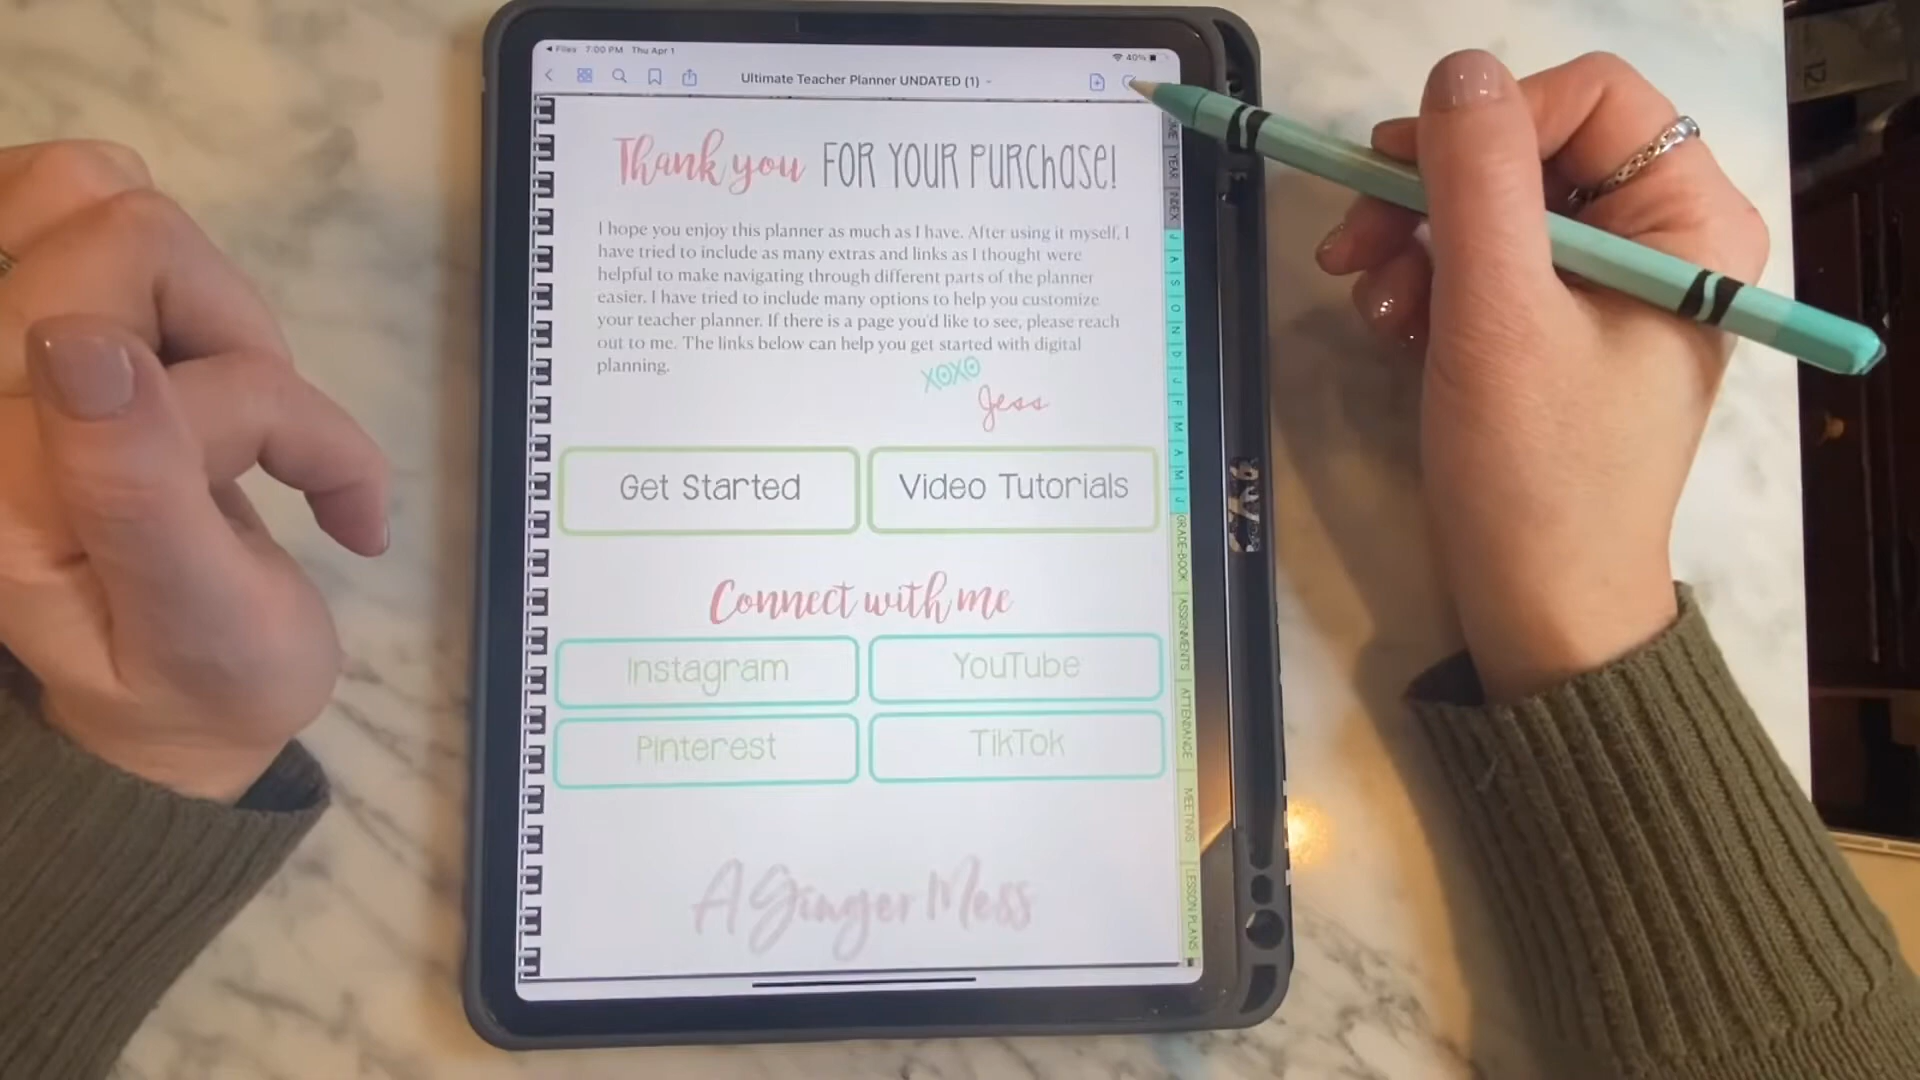 Files 7:00 PM Thu Apr 1
40%
Ultimate Teacher Planner UNDATED (1)
Thank you FOR YOUR PURCHASE!
I hope you enjoy this planner as much as I have. After using it myself, I
have tried to include as many extras and links as I thought were
helpful to make navigating through different parts of the planner
easier. I have tried to include many options to help you customize
your teacher planner. If there is a page you'd like to see, please reach
out to me. The links below can help you get started with digital
planning.
XOXO
Jess
Get Started
Video Tutorials
Connect with me
Instagram
YouTube
Pinterest
TikTok
A Ginger Mess
YEAR
INDEX
J
A
S
O
N
D
J
F
M
A
M
J
GRADE-BOOK
ASSIGNMENTS
ATTENDANCE
MEETINGS
LESSON PLANS